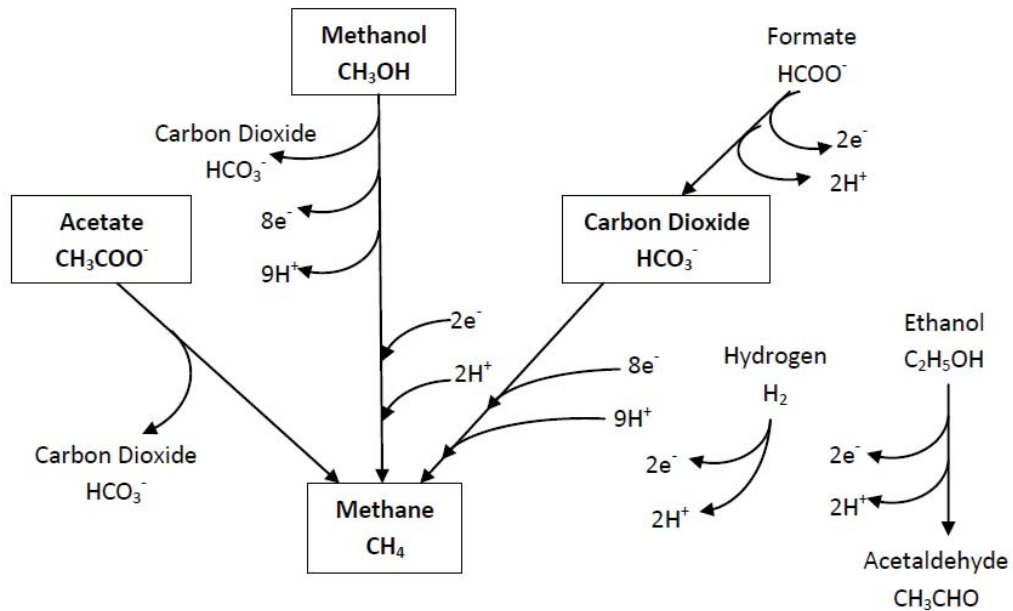 Methanol
CH₃OH
Formate
HCOO⁻
Carbon Dioxide
HCO₃⁻
2e⁻
2H⁺
Acetate
CH₃COO⁻
8e⁻
9H⁺
Carbon Dioxide
HCO₃⁻
2e⁻
2H⁺
8e⁻
9H⁺
Hydrogen
H₂
Ethanol
C₂H₅OH
Carbon Dioxide
HCO₃⁻
2e⁻
2H⁺
2e⁻
2H⁺
Methane
CH₄
Acetaldehyde
CH₃CHO